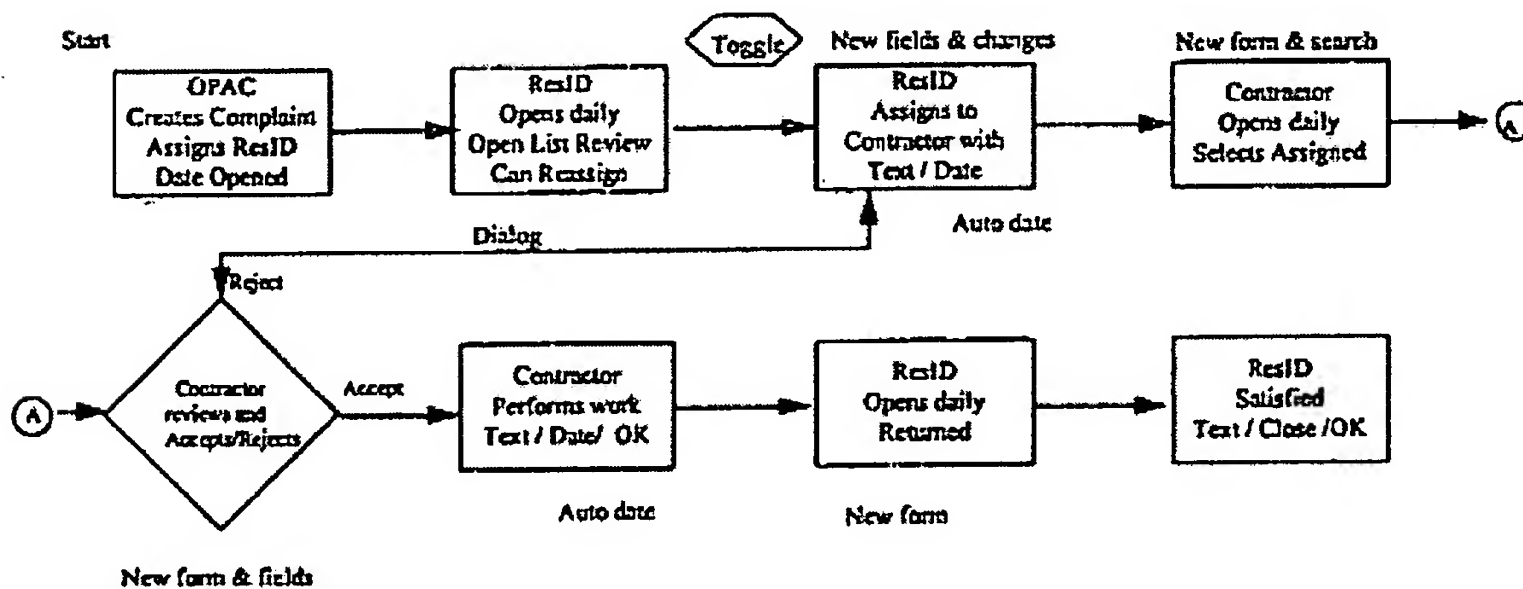 Start
Toggle
New fields & changes
New form & search
OPAC
Creates Complaint
Assigns ResID
Date Opened
ResID
Opens daily
Open List Review
Can Reassign
ResID
Assigns to
Contractor with
Text / Date
Contractor
Opens daily
Selects Assigned
A
Dialog
Auto date
Reject
A
Contractor
reviews and
Accepts/Rejects
Accept
Contractor
Performs work
Text / Date/ OK
ResID
Opens daily
Returned
ResID
Satisfied
Text / Close /OK
Auto date
New form
New form & fields